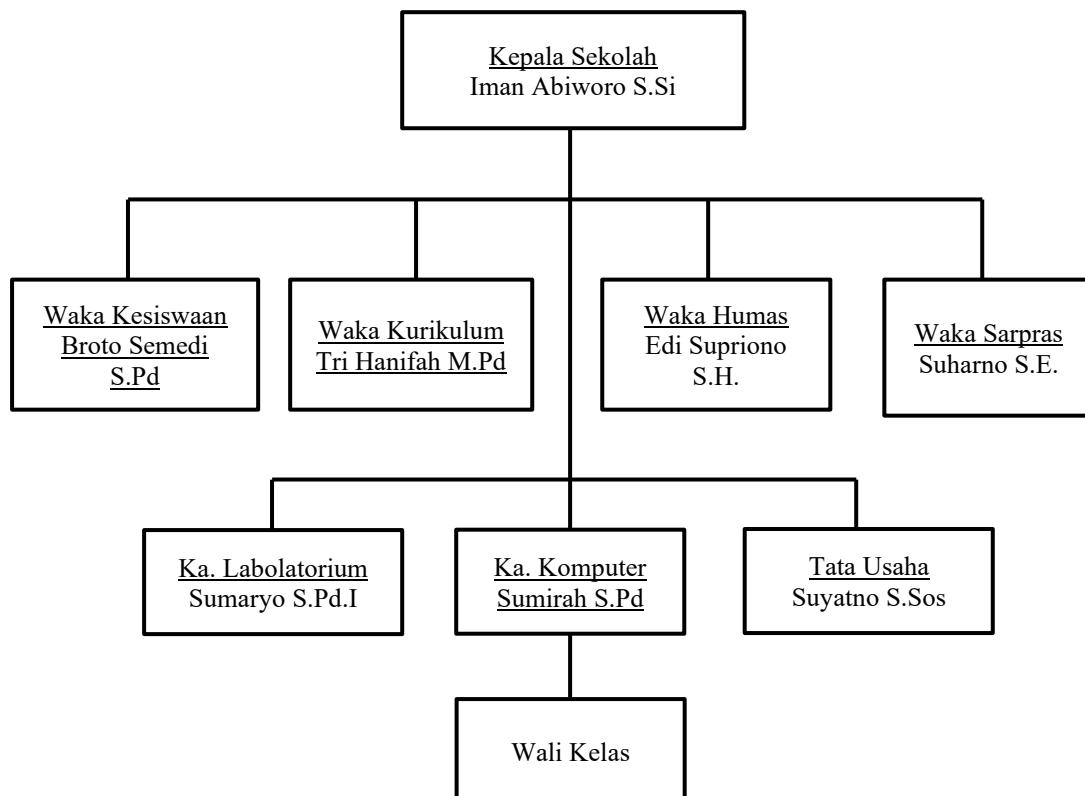 Kepala Sekolah
Iman Abiworo S.Si
Waka Kesiswaan
Broto Semedi
S.Pd
Waka Kurikulum
Tri Hanifah M.Pd
Waka Humas
Edi Supriono
S.H.
Waka Sarpras
Suharno S.E.
Ka. Labolatorium
Sumaryo S.Pd.I
Ka. Komputer
Sumirah S.Pd
Tata Usaha
Suyatno S.Sos
Wali Kelas